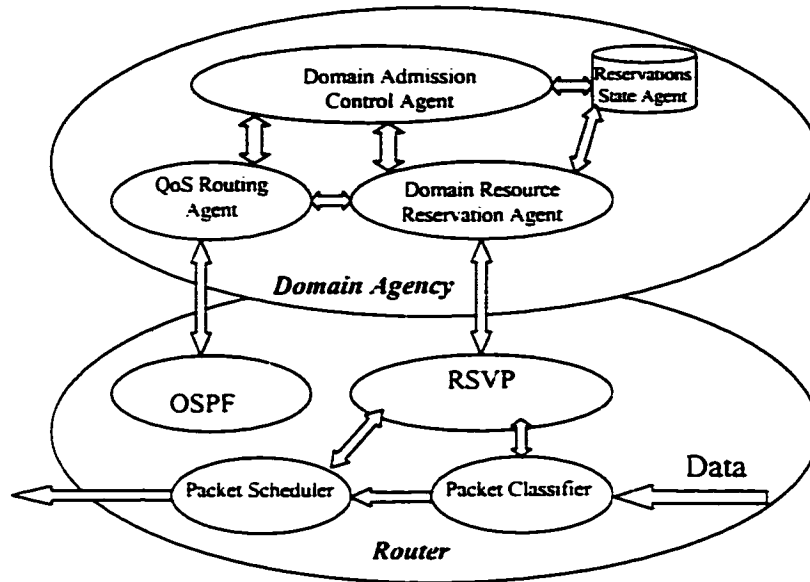 Domain Admission
Control Agent
Reservations
State Agent
QoS Routing
Agent
Domain Resource
Reservation Agent
Domain Agency
OSPF
RSVP
Data
Packet Scheduler
Packet Classifier
Router